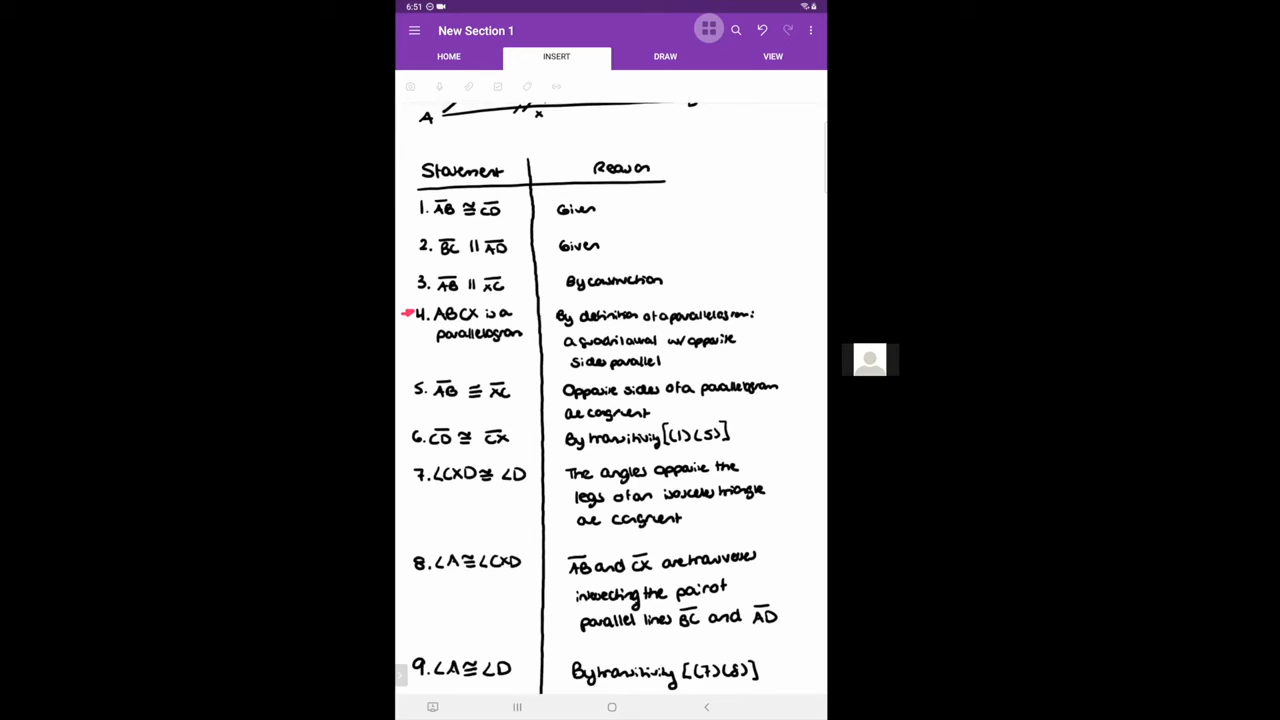 6:51
New Section 1
HOME INSERT DRAW VIEW
A x
Statement Reason
1. AB ≅ CD Given
2. BC || AD Given
3. AB || XC By construction
4. ABCX is a parallelogram By definition of a parallelogram:
a quadrilateral w/ opposite
sides parallel
5. AB ≅ XC Opposite sides of a parallelogram
are congruent
6. CD ≅ CX By transitivity [(1)(5)]
7. ∠CXD ≅ ∠D The angles opposite the
legs of an isosceles triangle
are congruent
8. ∠A ≅ ∠CXD AB and CX are transverses
intersecting the pair of
parallel lines BC and AD
9. ∠A ≅ ∠D By transitivity [(7)(8)]